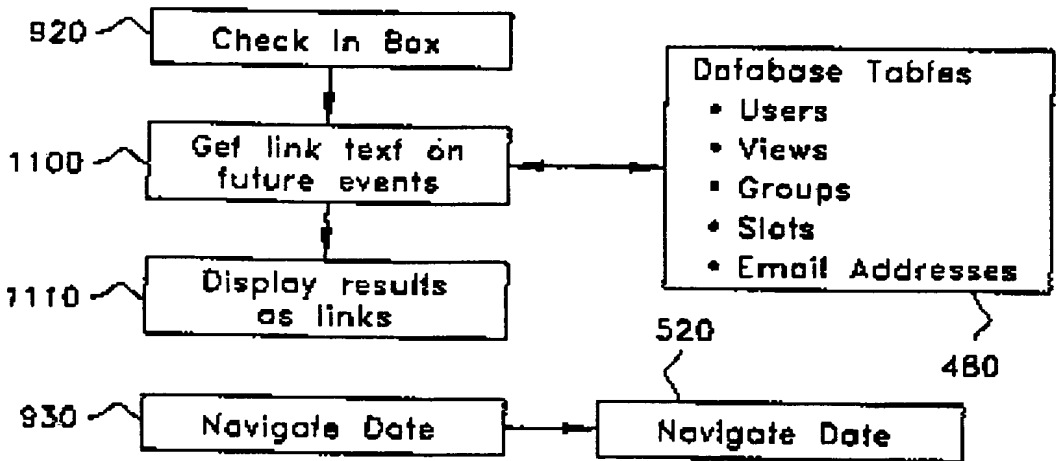 920
Check In Box
1100
Get link text on
future events
1110
Display results
as links
Database Tables
• Users
• Views
• Groups
• Slots
• Email Addresses
480
520
930
Navigate Date
Navigate Date